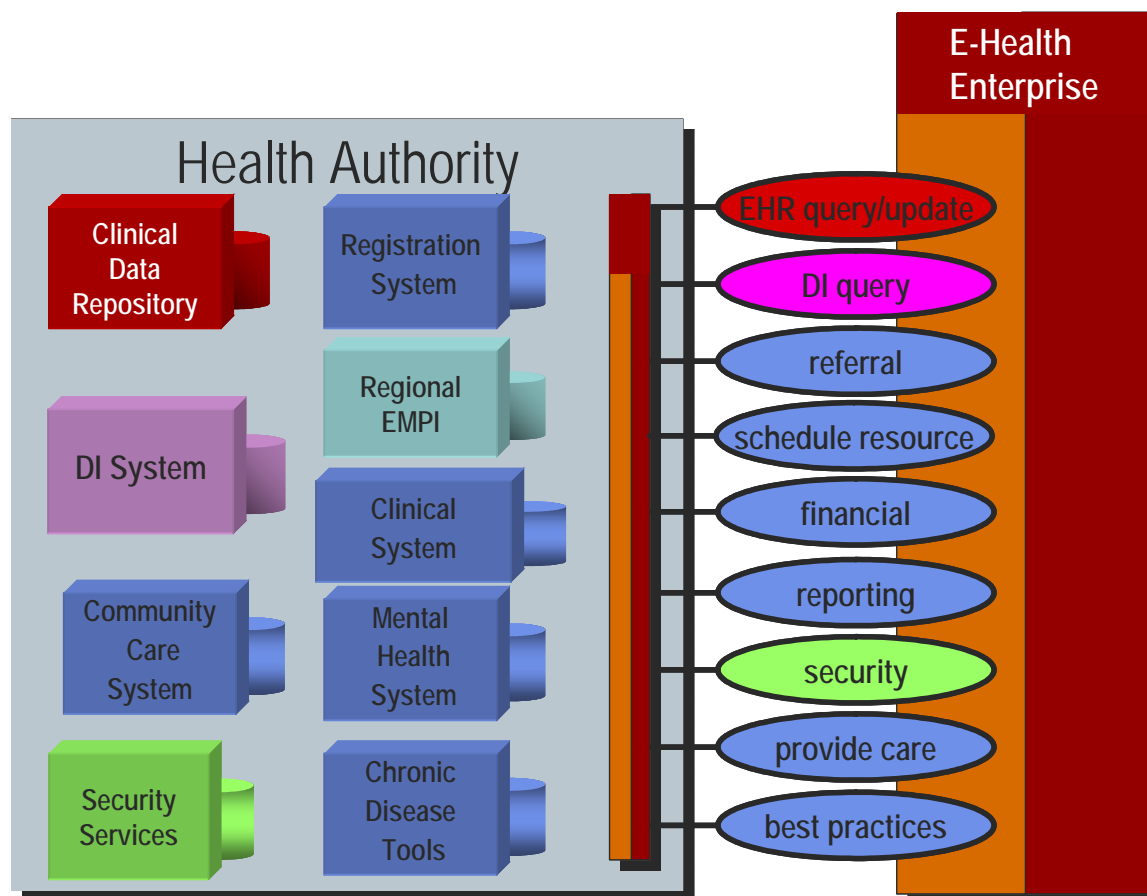 E-Health
Enterprise
Health Authority
Clinical
Data
Repository
Registration
System
Regional
EMPI
DI System
Clinical
System
Community
Care
System
Mental
Health
System
Security
Services
Chronic
Disease
Tools
EHR query/update
DI query
referral
schedule resource
financial
reporting
security
provide care
best practices